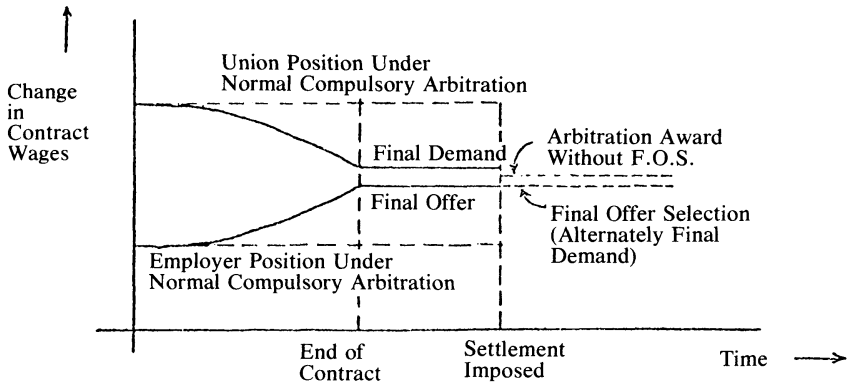 Change
in
Contract
Wages
Union Position Under
Normal Compulsory Arbitration
Final Demand
Final Offer
Arbitration Award
Without F.O.S.
Final Offer Selection
(Alternately Final
Demand)
Employer Position Under
Normal Compulsory Arbitration
End of
Contract
Settlement
Imposed
Time